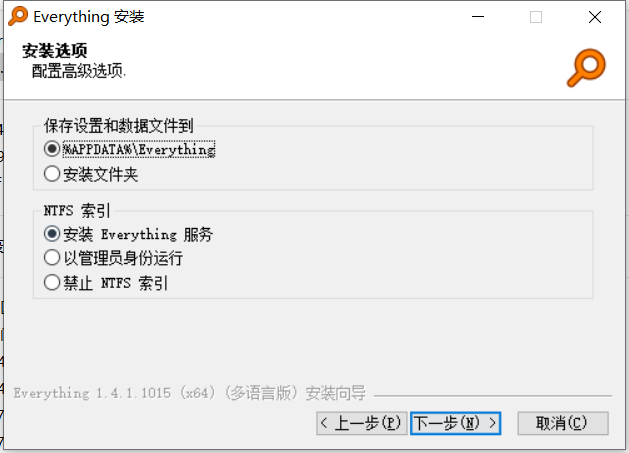 Everything 安装
安装选项
配置高级选项.
保存设置和数据文件到
%APPDATA%\Everything
安装文件夹
NTFS 索引
安装 Everything 服务
以管理员身份运行
禁止 NTFS 索引
Everything 1.4.1.1015 (x64) (多语言版) 安装向导
< 上一步(P)
下一步(N) >
取消(C)